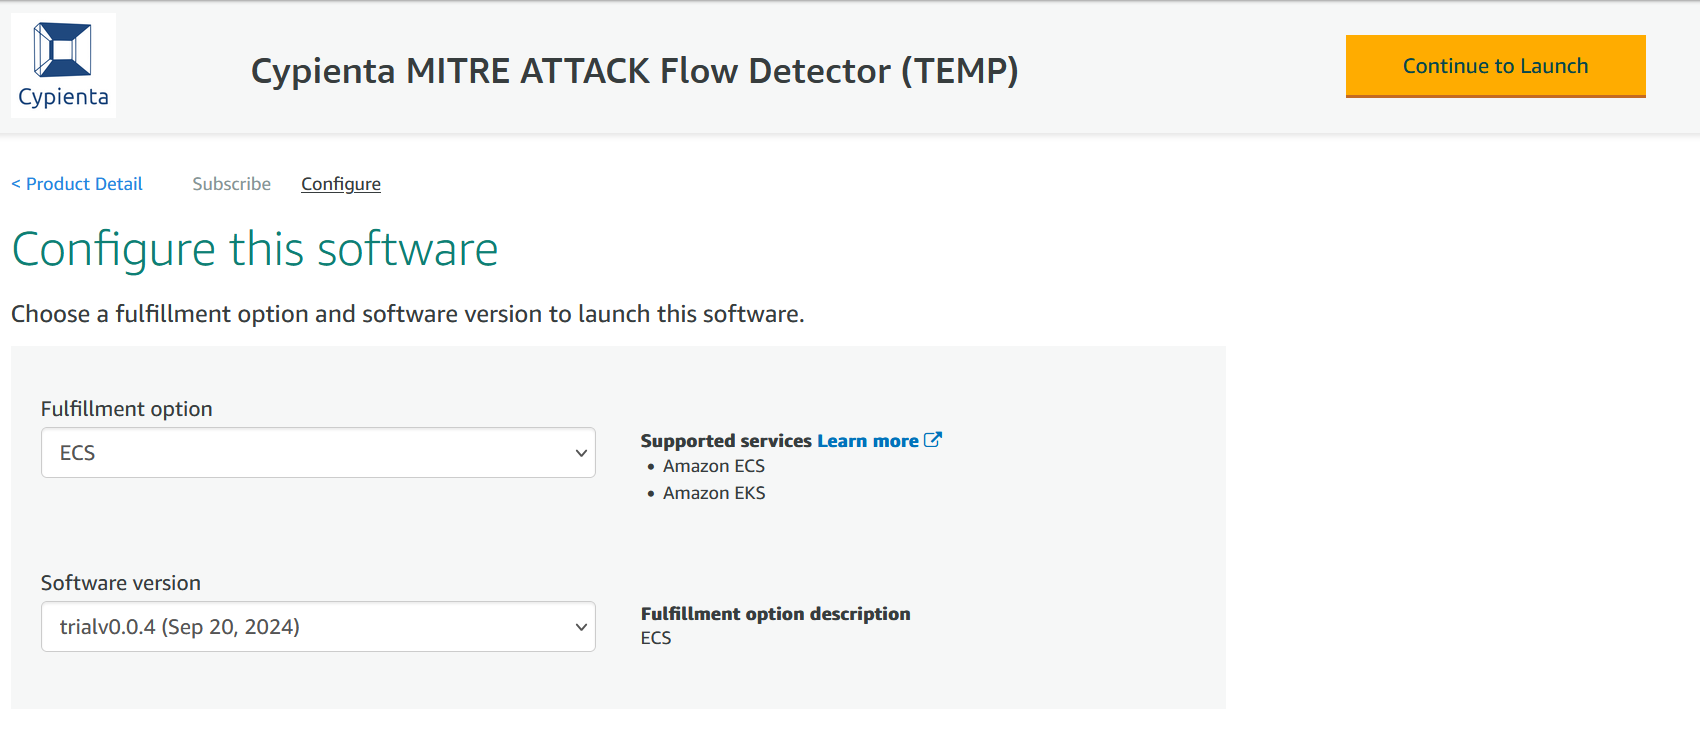 Cypienta
Cypienta MITRE ATTACK Flow Detector (TEMP)
Continue to Launch
< Product Detail
Subscribe
Configure
Configure this software
Choose a fulfillment option and software version to launch this software.
Fulfillment option
ECS
Supported services Learn more
• Amazon ECS
• Amazon EKS
Software version
trialv0.0.4 (Sep 20, 2024)
Fulfillment option description
ECS